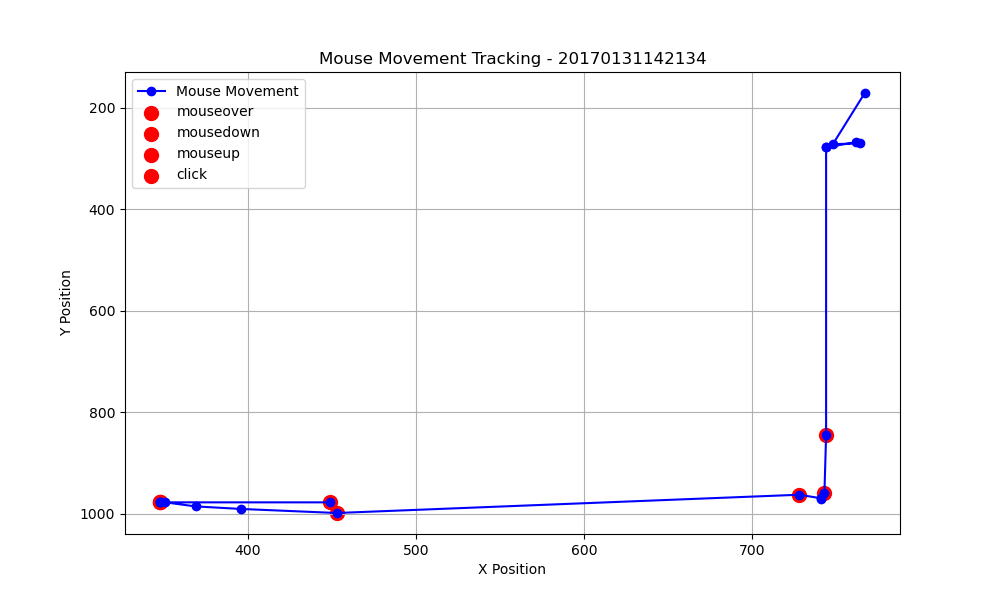 Mouse Movement Tracking - 20170131142134
Mouse Movement
mouseover
mousedown
mouseup
click
200
400
600
800
1000
Y Position
400 500 600 700
X Position